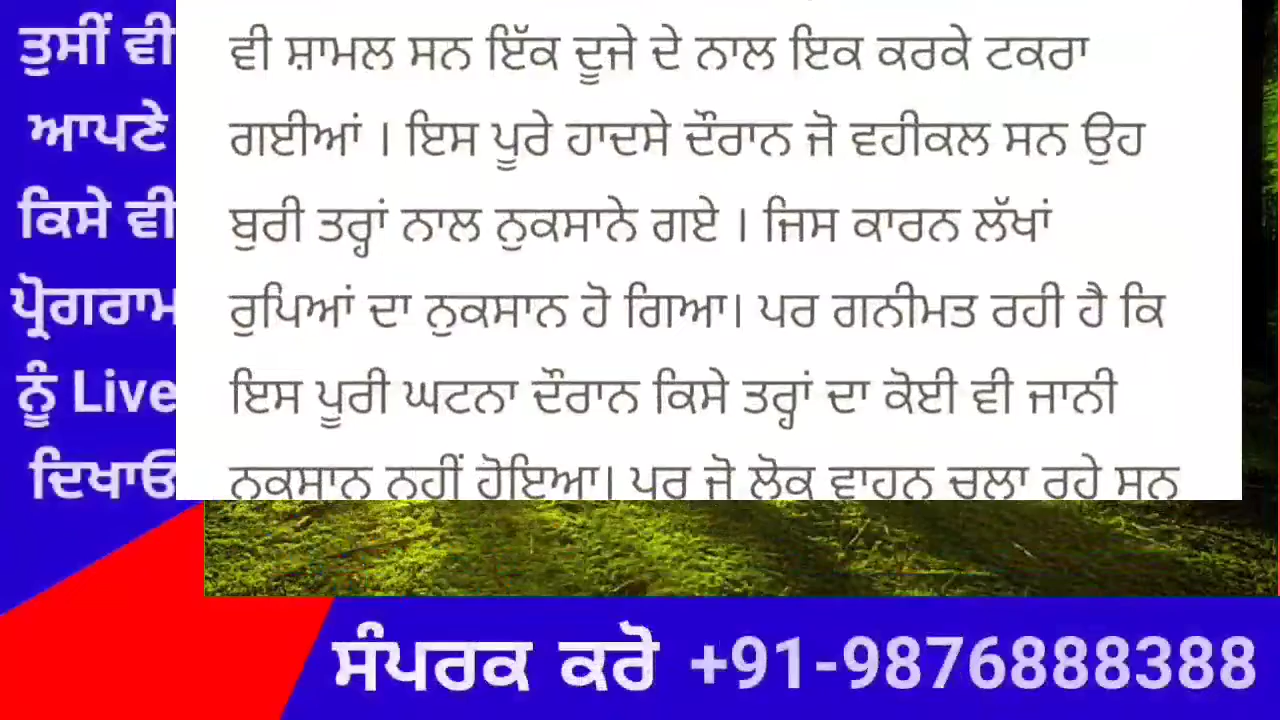 ਤੁਸੀਂ ਵੀ
ਆਪਣੇ
ਕਿਸੇ ਵੀ
ਪ੍ਰੋਗਰਾਮ
ਨੂੰ Live
ਦਿਖਾਓ
ਵੀ ਸ਼ਾਮਲ ਸਨ ਇੱਕ ਦੂਜੇ ਦੇ ਨਾਲ ਇਕ ਕਰਕੇ ਟਕਰਾ
ਗਈਆਂ । ਇਸ ਪੂਰੇ ਹਾਦਸੇ ਦੌਰਾਨ ਜੋ ਵਹੀਕਲ ਸਨ ਉਹ
ਬੁਰੀ ਤਰ੍ਹਾਂ ਨਾਲ ਨੁਕਸਾਨੇ ਗਏ । ਜਿਸ ਕਾਰਨ ਲੱਖਾਂ
ਰੁਪਿਆਂ ਦਾ ਨੁਕਸਾਨ ਹੋ ਗਿਆ। ਪਰ ਗਨੀਮਤ ਰਹੀ ਹੈ ਕਿ
ਇਸ ਪੂਰੀ ਘਟਨਾ ਦੌਰਾਨ ਕਿਸੇ ਤਰ੍ਹਾਂ ਦਾ ਕੋਈ ਵੀ ਜਾਨੀ
ਨੁਕਸਾਨ ਨਹੀਂ ਹੋਇਆ। ਪਰ ਜੋ ਲੋਕ ਵਾਹਨ ਚਲਾ ਰਹੇ ਸਨ
ਸੰਪਰਕ ਕਰੋ +91-9876888388